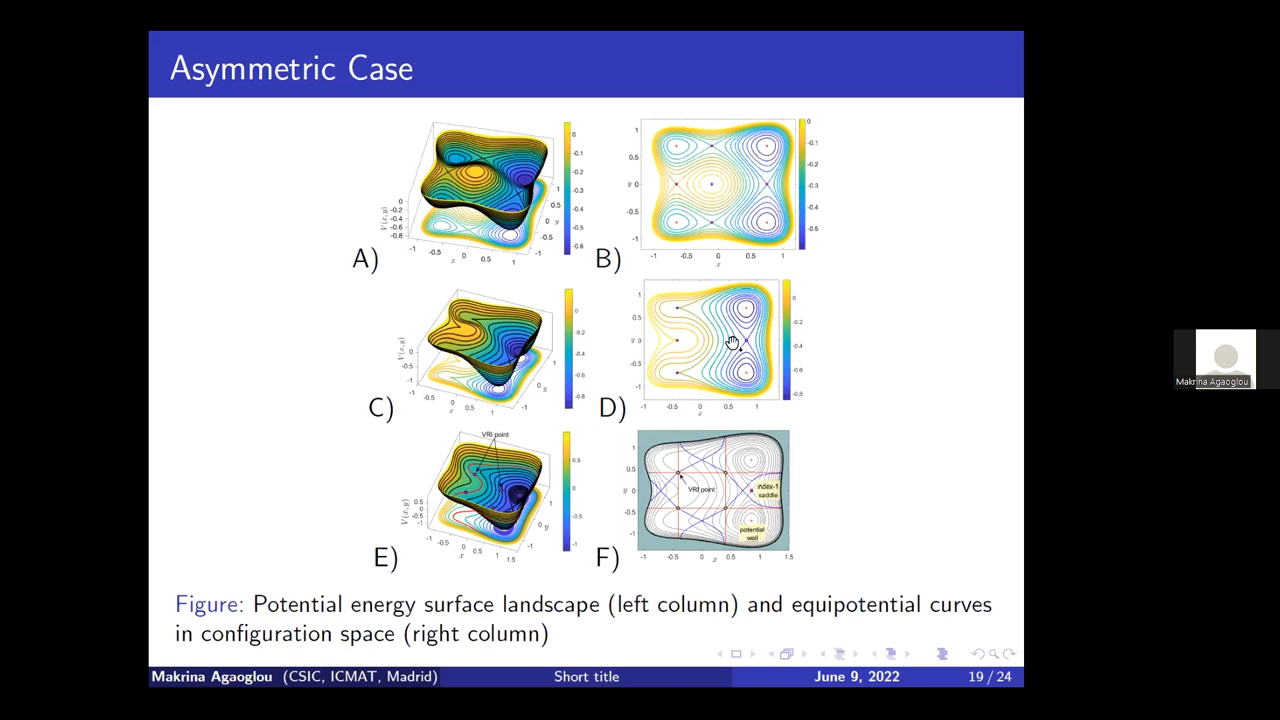 Asymmetric Case
A)
B)
C)
D)
E)
F)
VRI point
VRI point
index-1
saddle
potential
well
Figure: Potential energy surface landscape (left column) and equipotential curves
in configuration space (right column)
Makrina Agaoglou (CSIC, ICMAT, Madrid) Short title June 9, 2022 19 / 24
Makrina Agaoglou